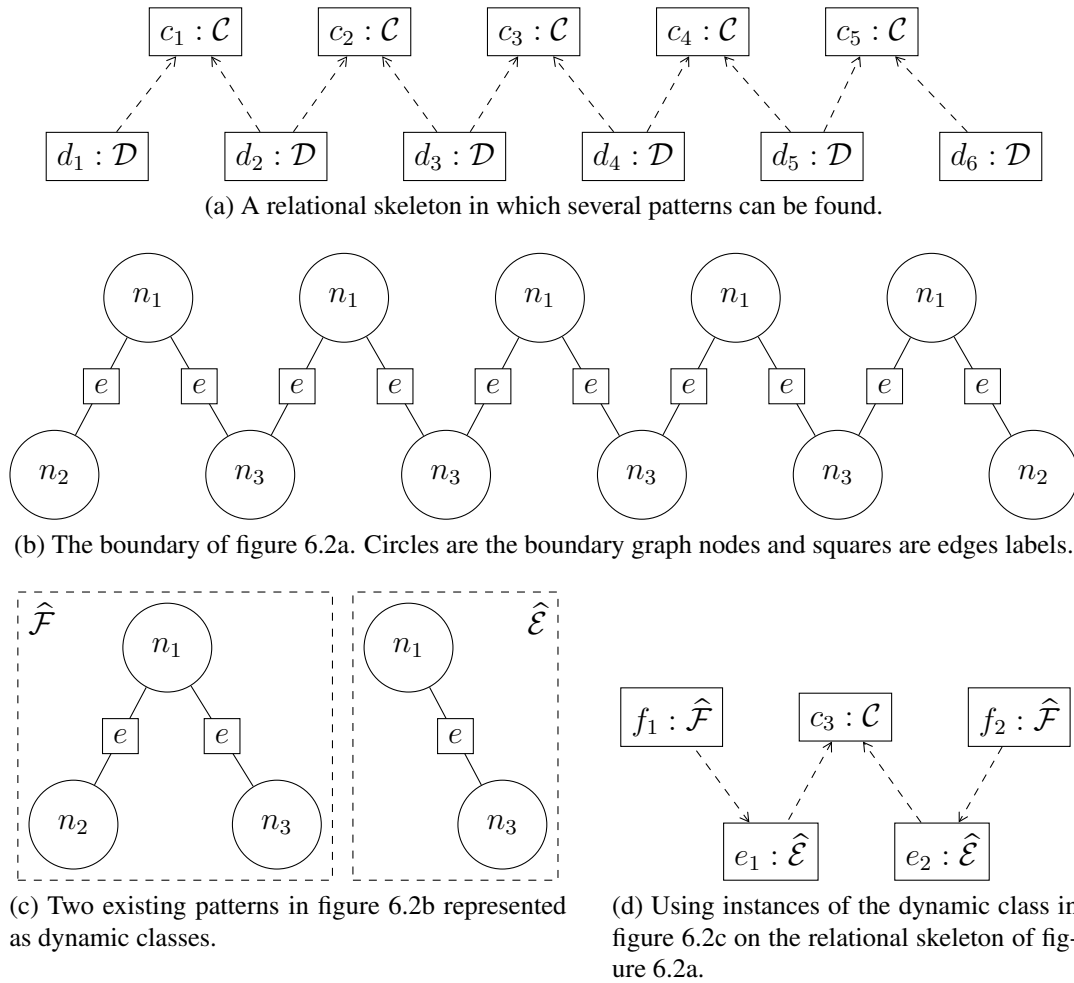 c₁ : 𝒞 c₂ : 𝒞 c₃ : 𝒞 c₄ : 𝒞 c₅ : 𝒞
d₁ : 𝒟 d₂ : 𝒟 d₃ : 𝒟 d₄ : 𝒟 d₅ : 𝒟 d₆ : 𝒟
(a) A relational skeleton in which several patterns can be found.
n₁ n₁ n₁ n₁ n₁
e e e e e e e e e e
n₂ n₃ n₃ n₃ n₃ n₂
(b) The boundary of figure 6.2a. Circles are the boundary graph nodes and squares are edges labels.
ℱ̂ n₁
e e
n₂ n₃
n₁ ℰ̂
e
n₃
(c) Two existing patterns in figure 6.2b represented
as dynamic classes.
f₁ : ℱ̂ c₃ : 𝒞 f₂ : ℱ̂
e₁ : ℰ̂ e₂ : ℰ̂
(d) Using instances of the dynamic class in
figure 6.2c on the relational skeleton of fig-
ure 6.2a.